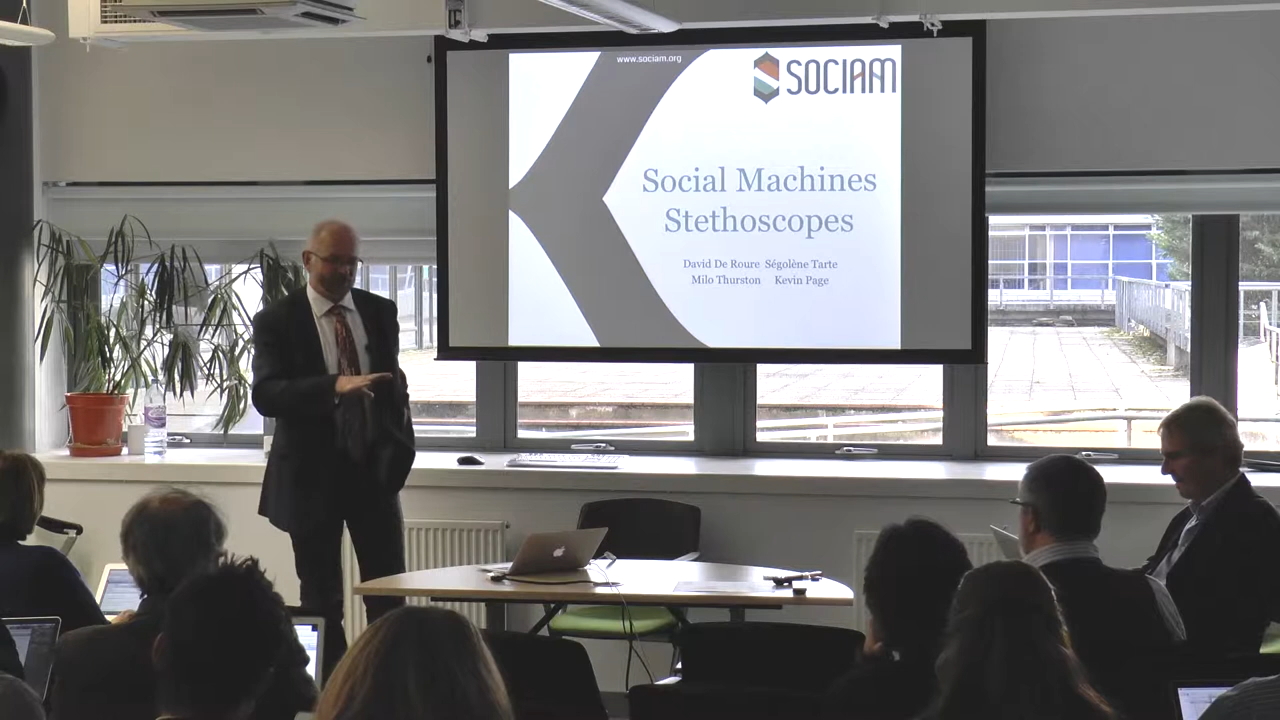 www.sociam.org
SOCIAM
Social Machines
Stethoscopes
David De Roure Ségolène Tarte
Milo Thurston Kevin Page